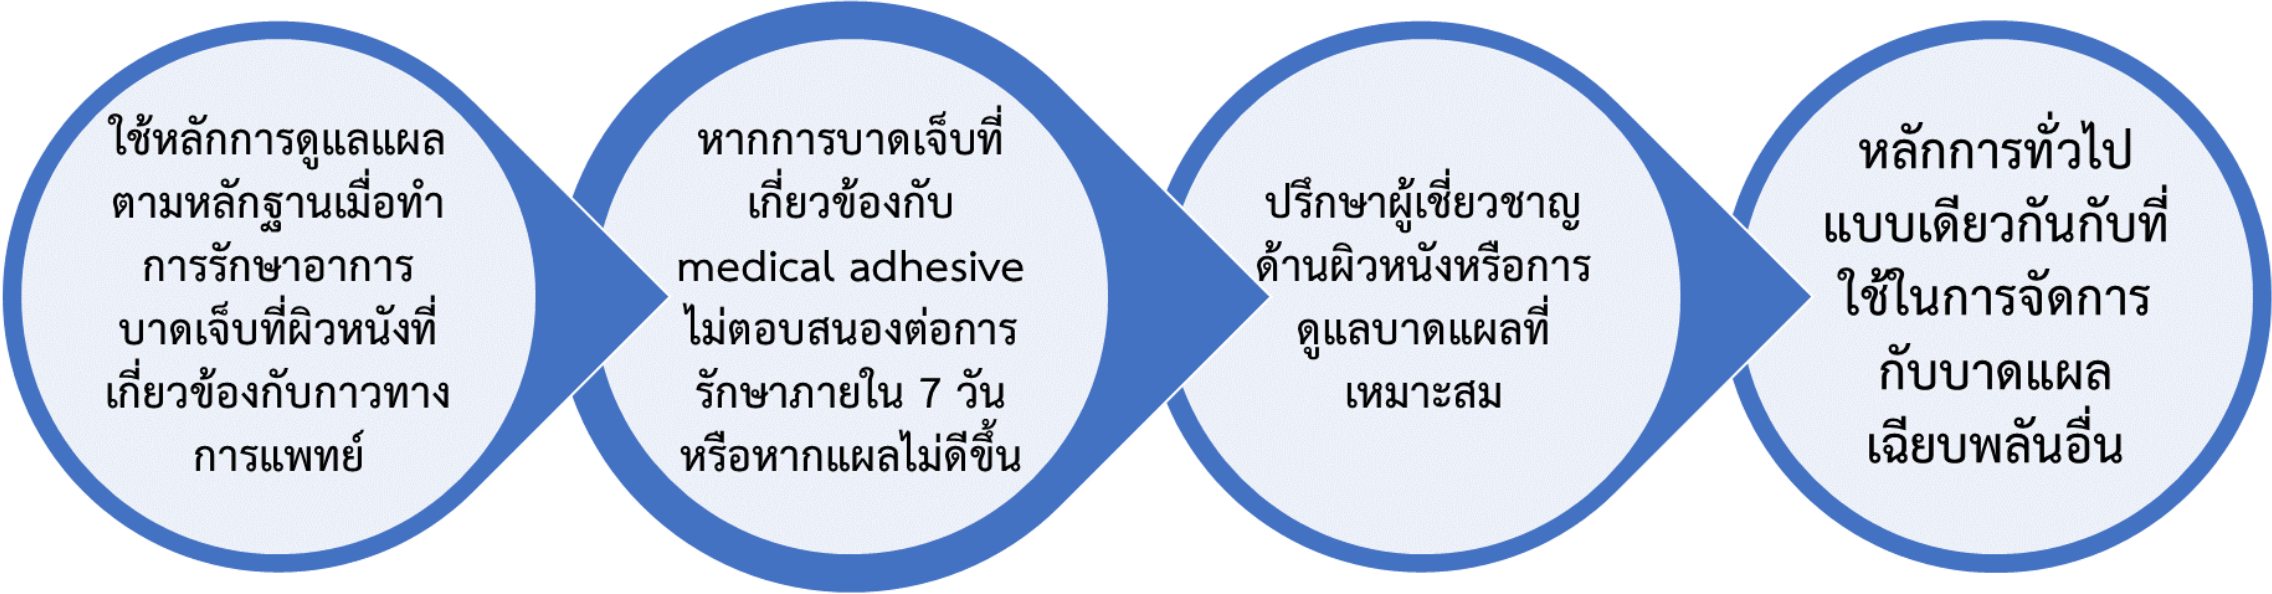 ใช้หลักการดูแลแผล
ตามหลักฐานเมื่อทำ
การรักษาอาการ
บาดเจ็บที่ผิวหนังที่
เกี่ยวข้องกับกาวทาง
การแพทย์
หากการบาดเจ็บที่
เกี่ยวข้องกับ
medical adhesive
ไม่ตอบสนองต่อการ
รักษาภายใน 7 วัน
หรือหากแผลไม่ดีขึ้น
ปรึกษาผู้เชี่ยวชาญ
ด้านผิวหนังหรือการ
ดูแลบาดแผลที่
เหมาะสม
หลักการทั่วไป
แบบเดียวกันกับที่
ใช้ในการจัดการ
กับบาดแผล
เฉียบพลันอื่น